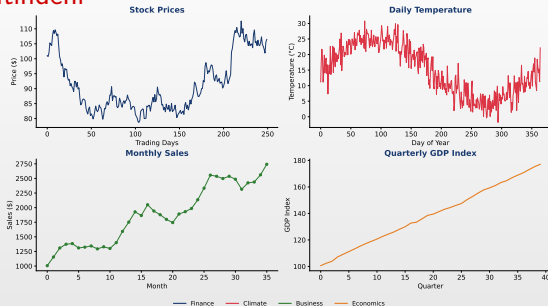 Stock Prices
Price ($)
110
105
100
95
90
85
80
0 50 100 150 200 250
Trading Days
Daily Temperature
Temperature (°C)
30
25
20
15
10
5
0
0 50 100 150 200 250 300 350
Day of Year
Monthly Sales
Sales ($)
2750
2500
2250
2000
1750
1500
1250
1000
0 5 10 15 20 25 30 35
Month
Quarterly GDP Index
GDP Index
180
160
140
120
100
0 5 10 15 20 25 30 35
Quarter
Finance Climate Business Economics